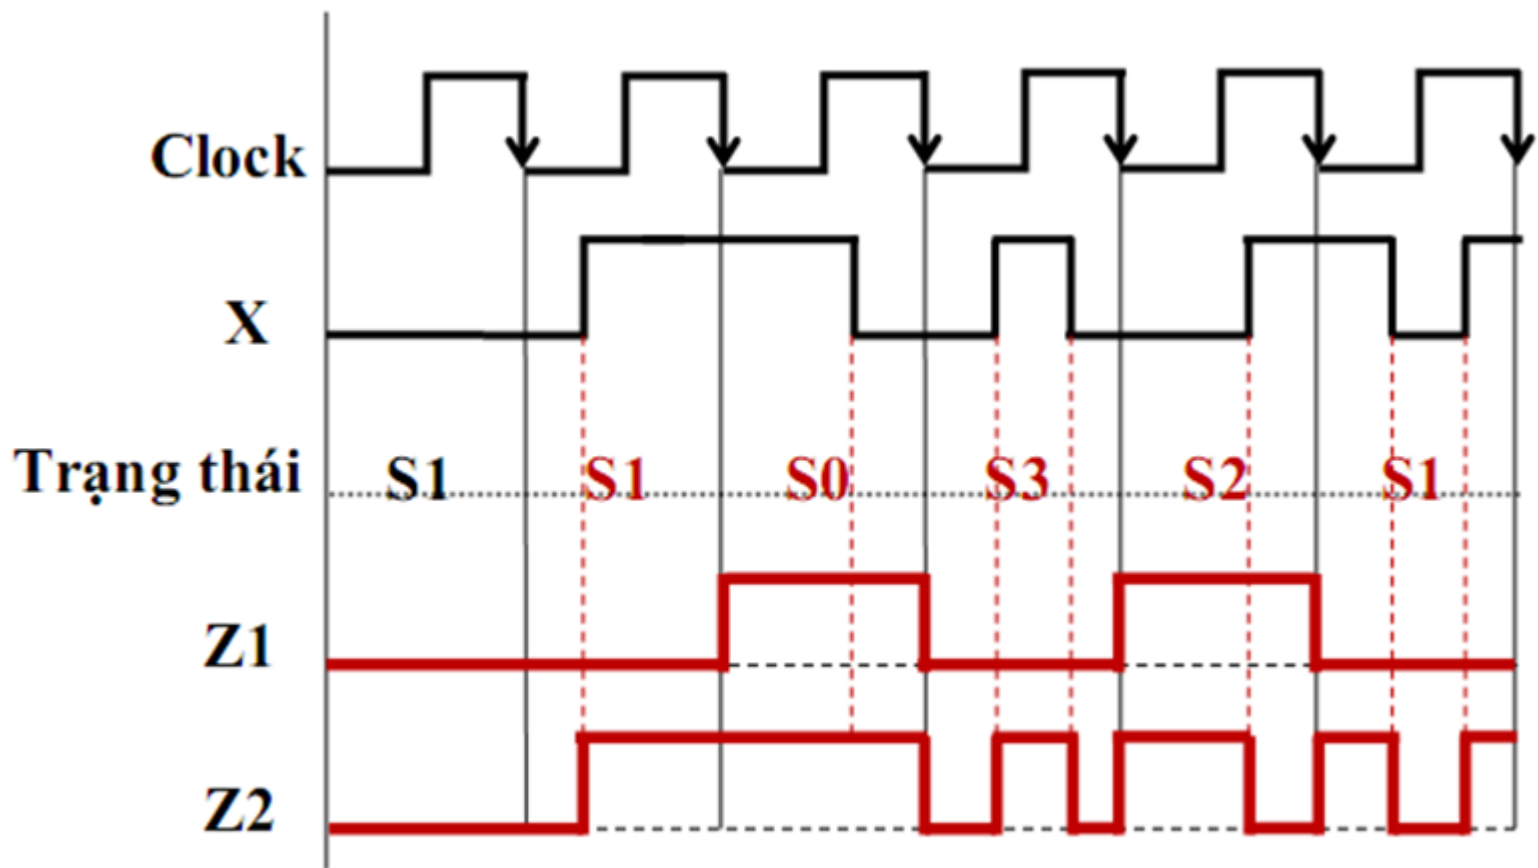 Clock
X
Trạng thái S1 S1 S0 S3 S2 S1
Z1
Z2